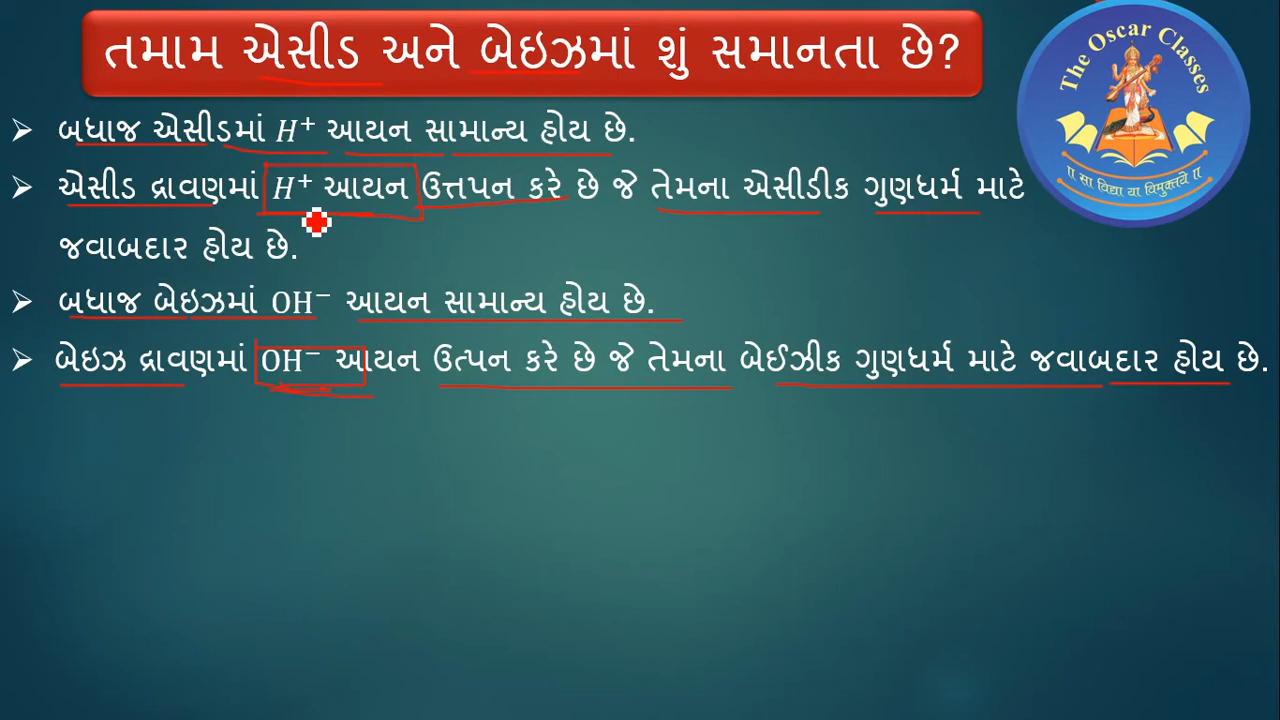 તમામ એસીડ અને બેઇઝમાં શું સમાનતા છે?
The Oscar Classes
॥ सा विद्या या विमुक्तये ॥
➢ બધાજ એસીડમાં H⁺ આયન સામાન્ય હોય છે.
➢ એસીડ દ્રાવણમાં H⁺ આયન ઉત્તપન કરે છે જે તેમના એસીડીક ગુણધર્મ માટે
જવાબદાર હોય છે.
➢ બધાજ બેઇઝમાં OH⁻ આયન સામાન્ય હોય છે.
➢ બેઇઝ દ્રાવણમાં OH⁻ આયન ઉત્પન કરે છે જે તેમના બેઈઝીક ગુણધર્મ માટે જવાબદાર હોય છે.